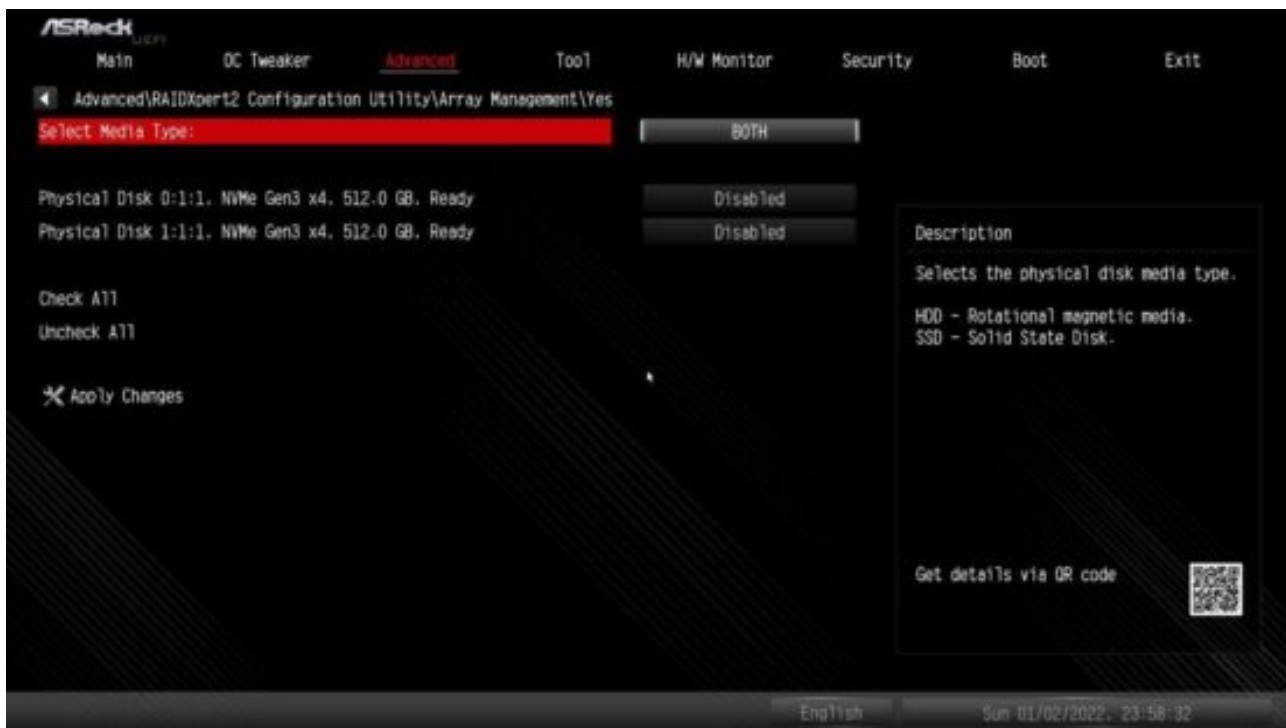 ASRock
UEFI
Main OC Tweaker Advanced Tool H/W Monitor Security Boot Exit
Advanced\RAIDXpert2 Configuration Utility\Array Management\Yes
Select Media Type: BOTH
Physical Disk 0:1:1, NVMe Gen3 x4, 512.0 GB, Ready Disabled
Physical Disk 1:1:1, NVMe Gen3 x4, 512.0 GB, Ready Disabled
Check All
Uncheck All
Apply Changes
Description
Selects the physical disk media type.
HDD - Rotational magnetic media.
SSD - Solid State Disk.
Get details via QR code
English Sun 01/02/2022, 23:58:32